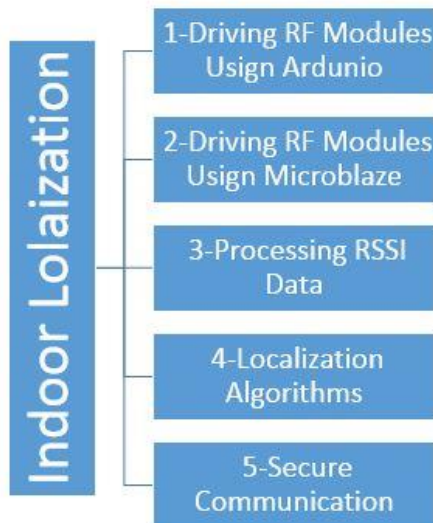 Indoor Lolaization
1-Driving RF Modules
Usign Ardunio
2-Driving RF Modules
Usign Microblaze
3-Processing RSSI
Data
4-Localization
Algorithms
5-Secure
Communication